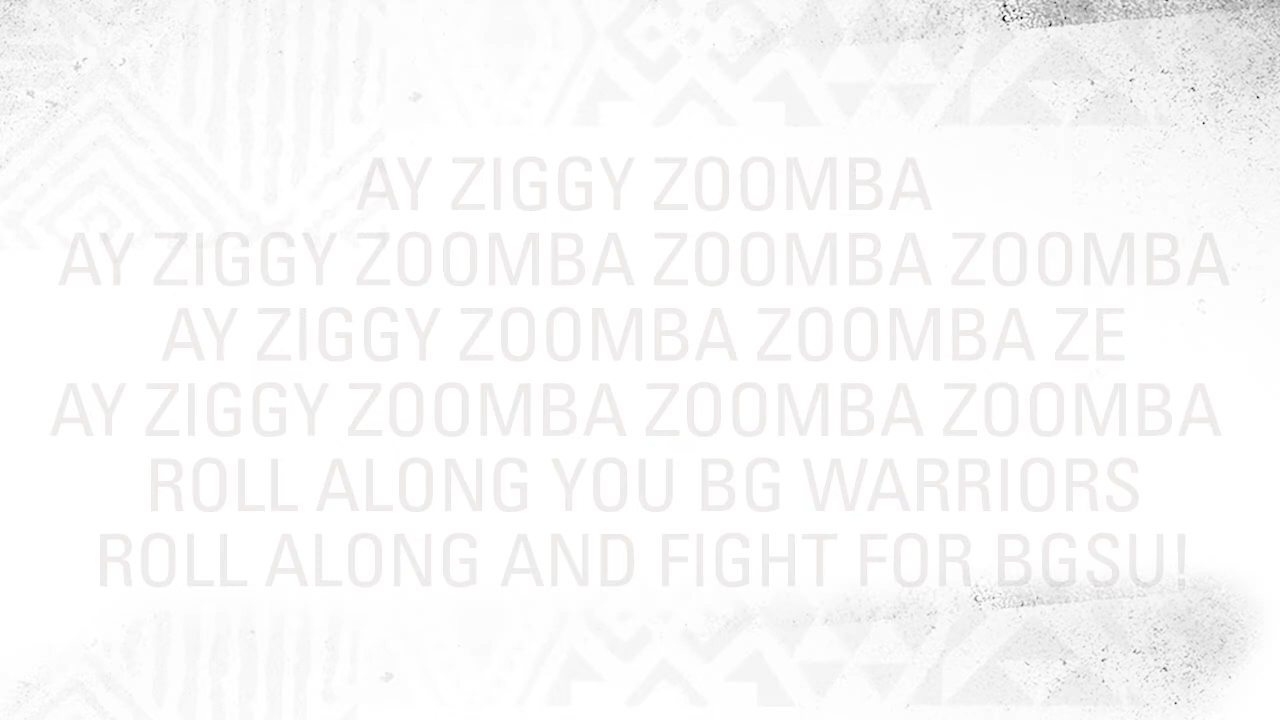 AY ZIGGY ZOOMBA
AY ZIGGY ZOOMBA ZOOMBA ZOOMBA
AY ZIGGY ZOOMBA ZOOMBA ZE
AY ZIGGY ZOOMBA ZOOMBA ZOOMBA
ROLL ALONG YOU BG WARRIORS
ROLL ALONG AND FIGHT FOR BGSU!